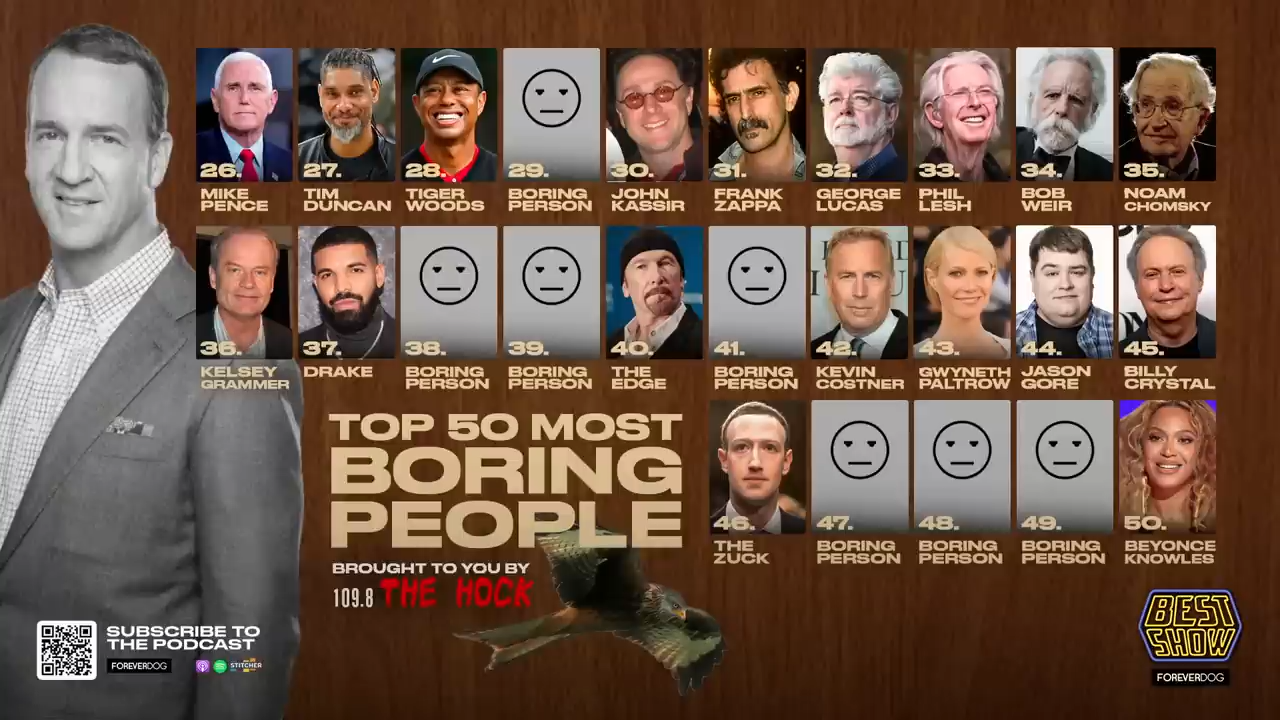 26.
MIKE
PENCE
27.
TIM
DUNCAN
28.
TIGER
WOODS
29.
BORING
PERSON
30.
JOHN
KASSIR
31.
FRANK
ZAPPA
32.
GEORGE
LUCAS
33.
PHIL
LESH
34.
BOB
WEIR
35.
NOAM
CHOMSKY
36.
KELSEY
GRAMMER
37.
DRAKE
38.
BORING
PERSON
39.
BORING
PERSON
40.
THE
EDGE
41.
BORING
PERSON
42.
KEVIN
COSTNER
43.
GWYNETH
PALTROW
44.
JASON
GORE
45.
BILLY
CRYSTAL
46.
THE
ZUCK
47.
BORING
PERSON
48.
BORING
PERSON
49.
BORING
PERSON
50.
BEYONCE
KNOWLES
TOP 50 MOST
BORING
PEOPLE
BROUGHT TO YOU BY
109.8 THE HOCK
SUBSCRIBE TO
THE PODCAST
FOREVERDOG
STITCHER
BEST
SHOW
FOREVERDOG